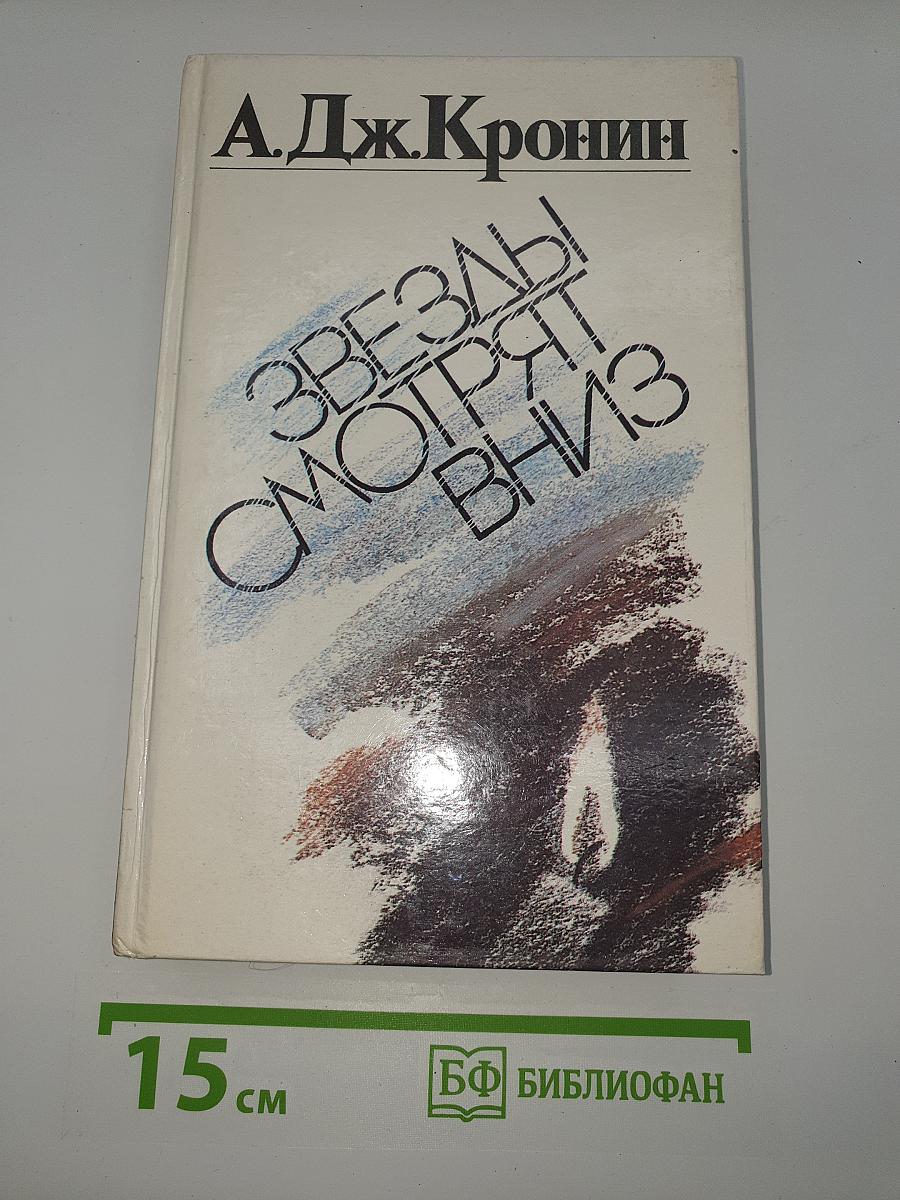 А. Дж. Кронин
ЗВЕЗДЫ
СМОТРЯТ
ВНИЗ
15 см
БФ БИБЛИОФАН